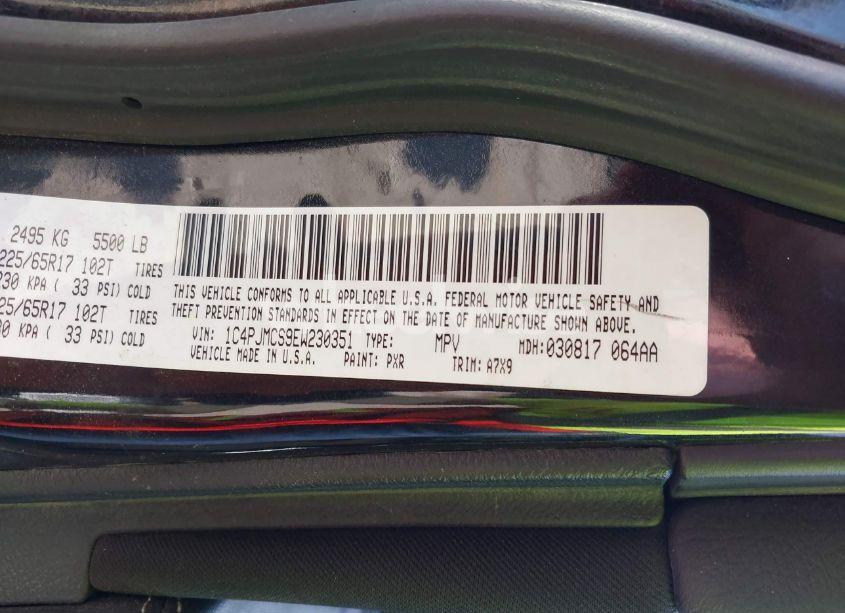 2495 KG 5500 LB
225/65R17 102T TIRES
230 KPA ( 33 PSI) COLD
25/65R17 102T TIRES
30 KPA ( 33 PSI) COLD
THIS VEHICLE CONFORMS TO ALL APPLICABLE U.S.A. FEDERAL MOTOR VEHICLE SAFETY AND
THEFT PREVENTION STANDARDS IN EFFECT ON THE DATE OF MANUFACTURE SHOWN ABOVE.
VIN: 1C4PJMCS9EW230351 TYPE: MPV MDH:030817 064AA
VEHICLE MADE IN U.S.A. PAINT: PXR TRIM: A7X9